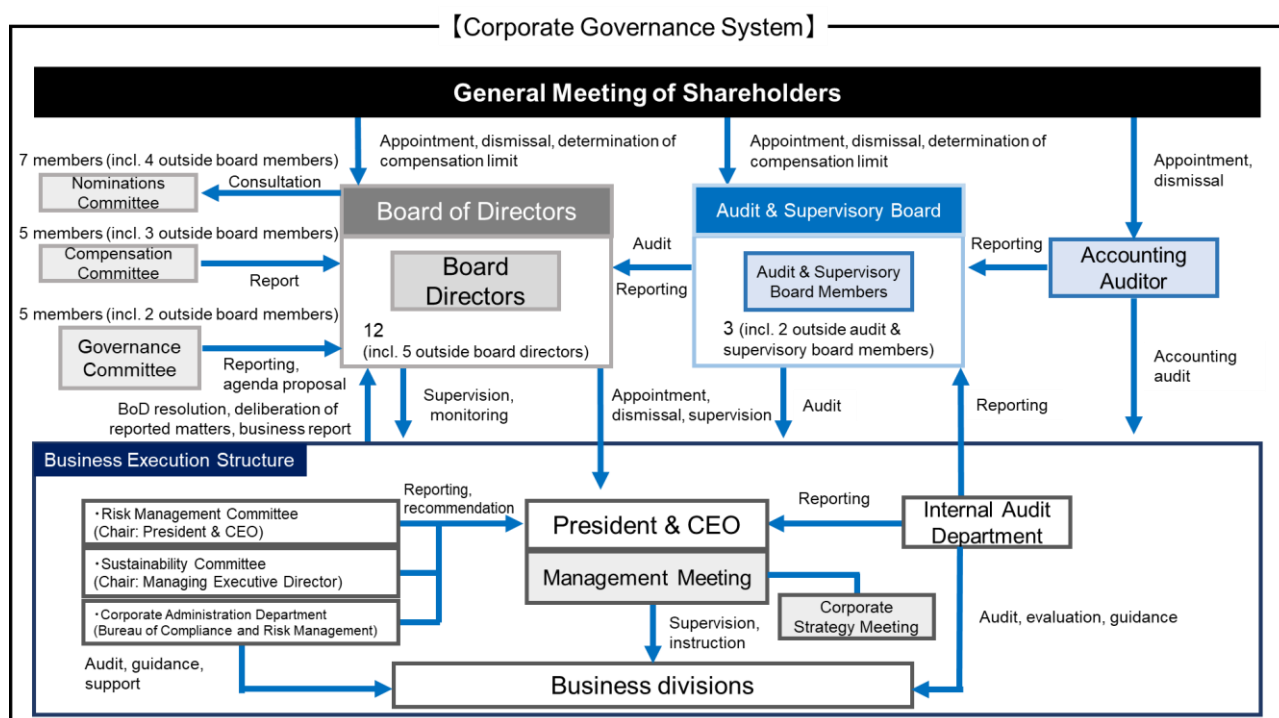 【Corporate Governance System】
General Meeting of Shareholders
Appointment, dismissal, determination of
compensation limit
Appointment, dismissal, determination of
compensation limit
Appointment,
dismissal
7 members (incl. 4 outside board members)
Nominations
Committee
Consultation
5 members (incl. 3 outside board members)
Compensation
Committee
Report
5 members (incl. 2 outside board members)
Governance
Committee
Reporting,
agenda proposal
Board of Directors
Board
Directors
12
(incl. 5 outside board directors)
Audit
Reporting
Audit & Supervisory Board
Audit & Supervisory
Board Members
3 (incl. 2 outside audit &
supervisory board members)
Reporting
Accounting
Auditor
Accounting
audit
BoD resolution, deliberation of
reported matters, business report
Supervision,
monitoring
Appointment,
dismissal, supervision
Audit
Reporting
Business Execution Structure
・Risk Management Committee
(Chair: President & CEO)
・Sustainability Committee
(Chair: Managing Executive Director)
・Corporate Administration Department
(Bureau of Compliance and Risk Management)
Reporting,
recommendation
President & CEO
Management Meeting
Reporting
Internal Audit
Department
Corporate
Strategy Meeting
Supervision,
instruction
Audit, evaluation, guidance
Audit, guidance,
support
Business divisions